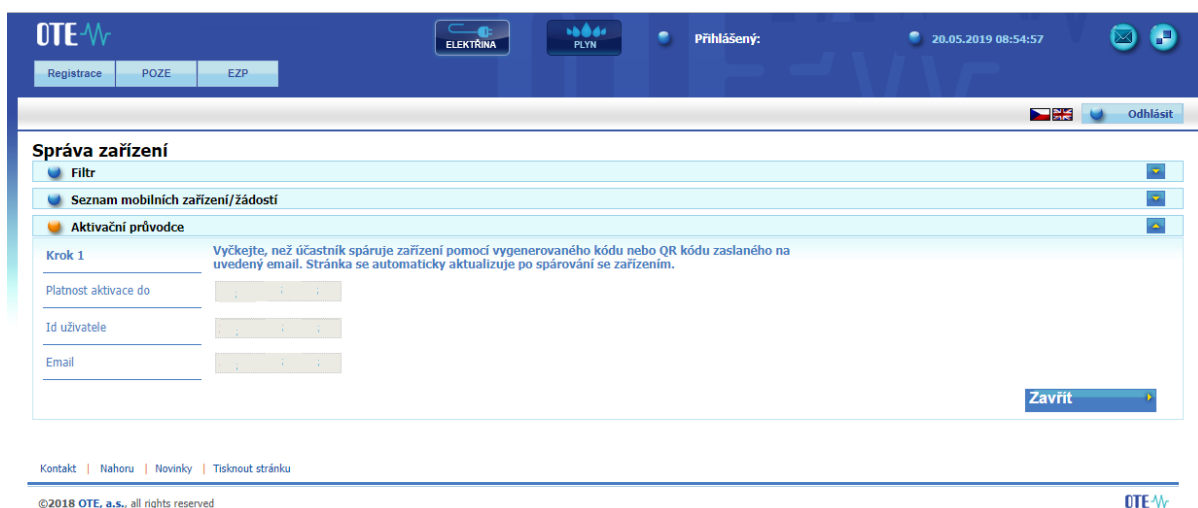 OTE
ELEKTŘINA
PLYN
Přihlášený:
20.05.2019 08:54:57
Registrace
POZE
EZP
Odhlásit
Správa zařízení
Filtr
Seznam mobilních zařízení/žádostí
Aktivační průvodce
Krok 1
Vyčkejte, než účastník spáruje zařízení pomocí vygenerovaného kódu nebo QR kódu zaslaného na
uvedený email. Stránka se automaticky aktualizuje po spárování se zařízením.
Platnost aktivace do
Id uživatele
Email
Zavřít
Kontakt | Nahoru | Novinky | Tisknout stránku
©2018 OTE, a.s., all rights reserved
OTE